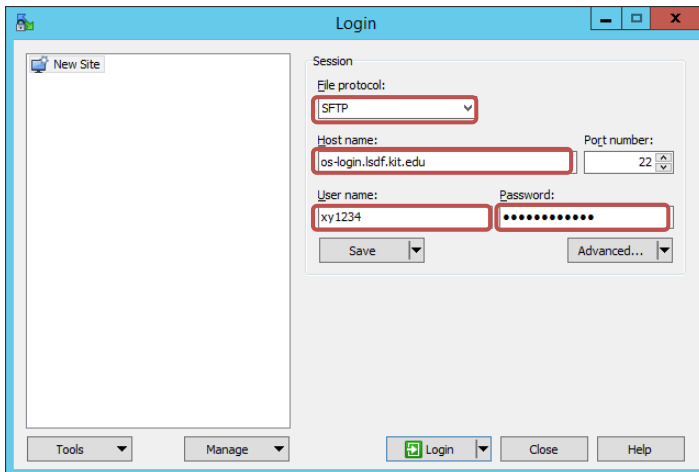 Login
New Site
Session
File protocol:
SFTP
Host name:
Port number:
os-login.lsdf.kit.edu
22
User name:
Password:
xy1234
●●●●●●●●●●●●
Save
Advanced...
Tools
Manage
Login
Close
Help